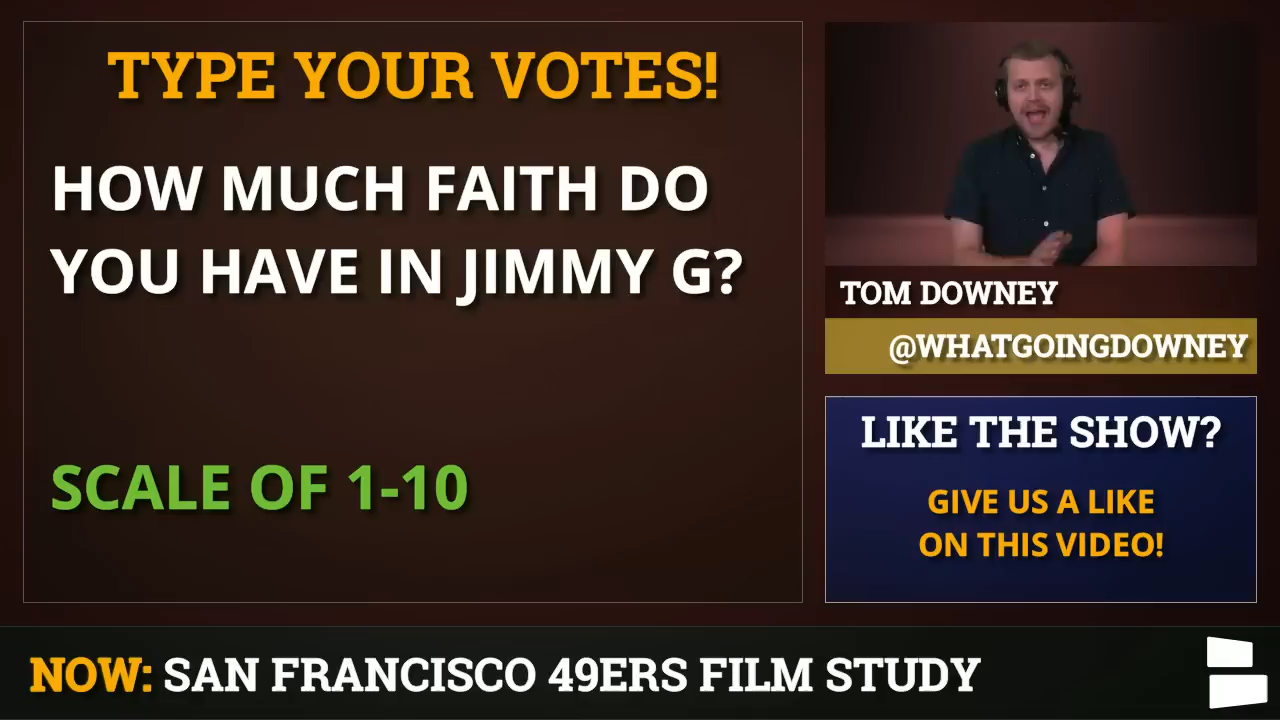 TYPE YOUR VOTES!
HOW MUCH FAITH DO
YOU HAVE IN JIMMY G?
SCALE OF 1-10
TOM DOWNEY
@WHATGOINGDOWNEY
LIKE THE SHOW?
GIVE US A LIKE
ON THIS VIDEO!
NOW: SAN FRANCISCO 49ERS FILM STUDY